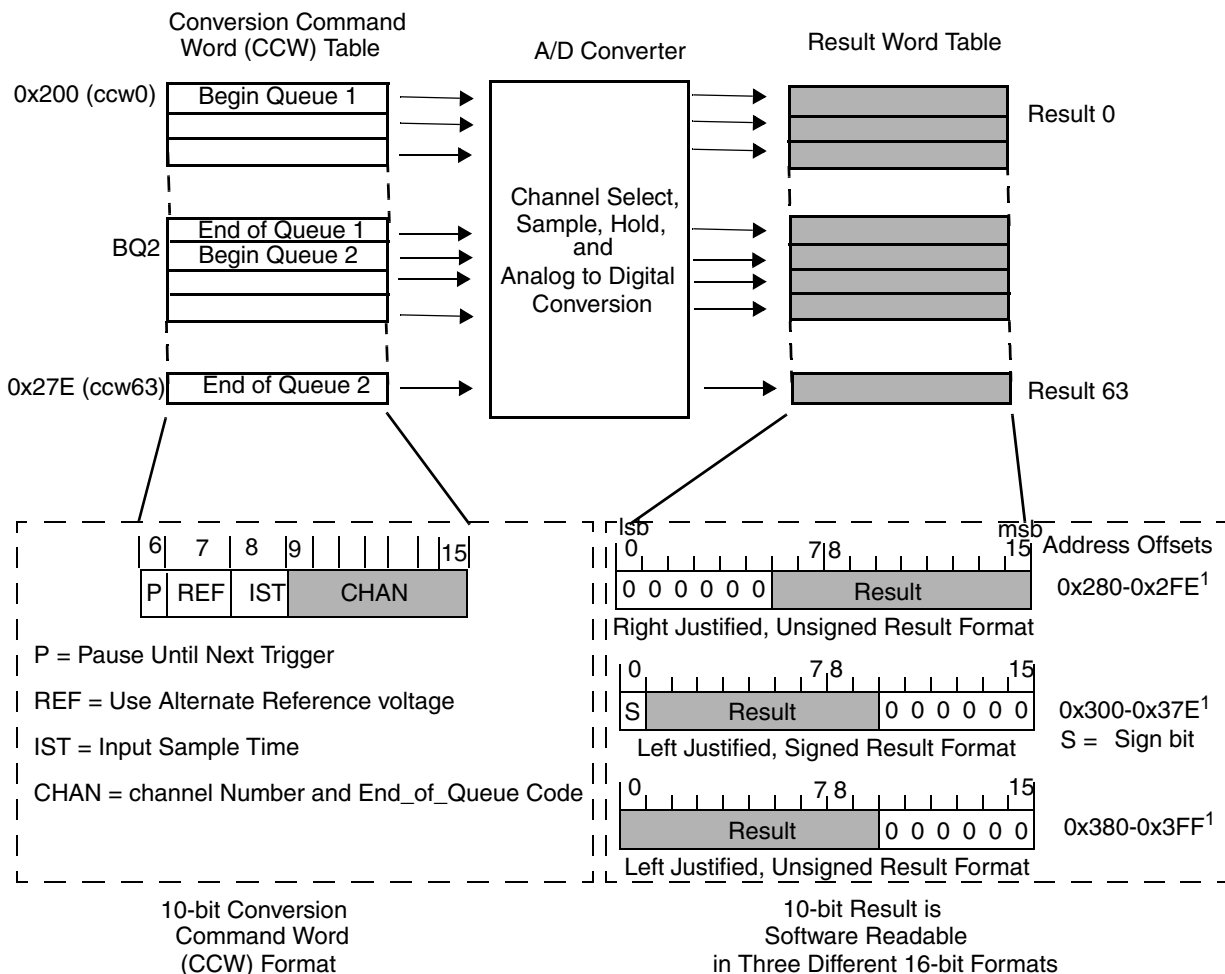 Conversion Command
Word (CCW) Table
A/D Converter
Result Word Table
0x200 (ccw0)
Begin Queue 1
Result 0
Channel Select,
Sample, Hold,
and
Analog to Digital
Conversion
End of Queue 1
BQ2
Begin Queue 2
0x27E (ccw63)
End of Queue 2
Result 63
6 7 8 9 15
P REF IST CHAN
P = Pause Until Next Trigger
REF = Use Alternate Reference voltage
IST = Input Sample Time
CHAN = channel Number and End_of_Queue Code
10-bit Conversion
Command Word
(CCW) Format
lsb msb
0 7 8 15 Address Offsets
0 0 0 0 0 0 Result 0x280-0x2FE1
Right Justified, Unsigned Result Format
0 7 8 15
S Result 0 0 0 0 0 0 0x300-0x37E1
Left Justified, Signed Result Format S = Sign bit
0 7 8 15
Result 0 0 0 0 0 0 0x380-0x3FF1
Left Justified, Unsigned Result Format
10-bit Result is
Software Readable
in Three Different 16-bit Formats